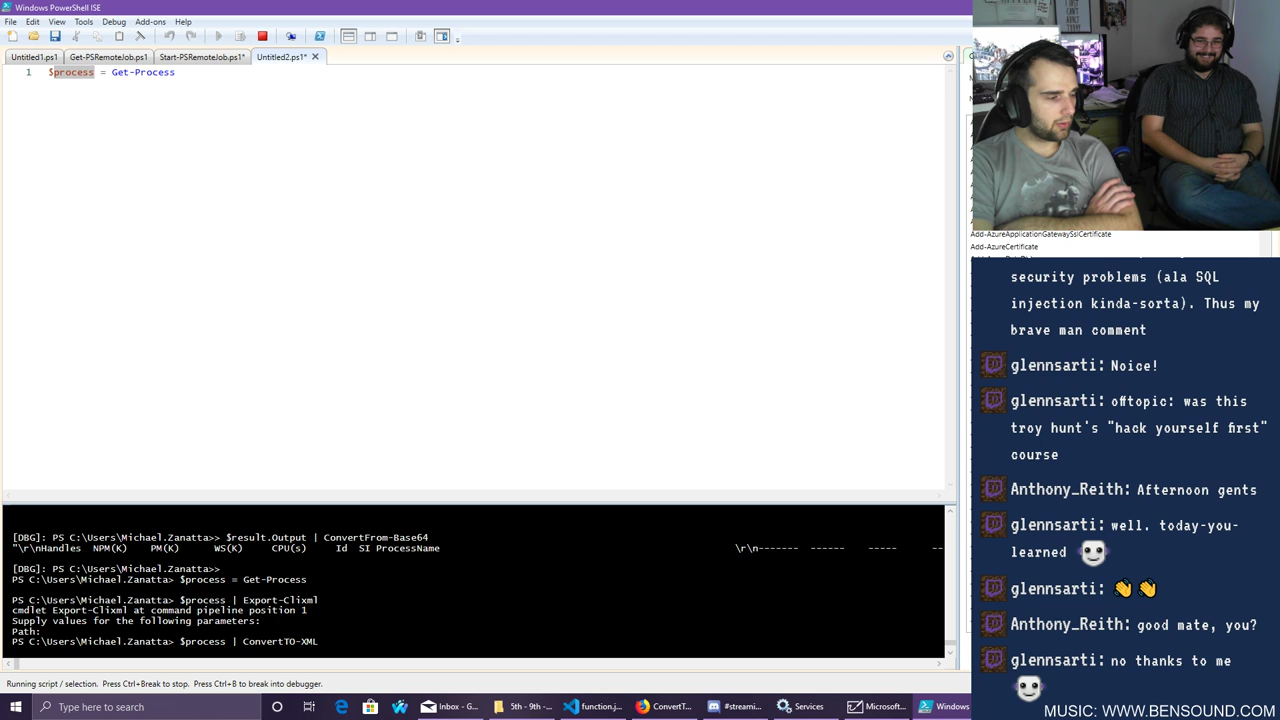 Windows PowerShell ISE
File Edit View Tools Debug Add-ons Help
Untitled1.ps1 Get-PSRemoteJob.ps1 Start-PSRemoteJob.ps1* Untitled2.ps1*
1 $process = Get-Process
[DBG]: PS C:\Users\Michael.Zanatta>> $result.Output | ConvertFrom-Base64
"\r\nHandles NPM(K) PM(K) WS(K) CPU(s) Id SI ProcessName \r\n------- ------ ----- --
[DBG]: PS C:\Users\Michael.Zanatta>>
PS C:\Users\Michael.Zanatta> $process = Get-Process
PS C:\Users\Michael.Zanatta> $process | Export-Clixml
cmdlet Export-Clixml at command pipeline position 1
Supply values for the following parameters:
Path:
PS C:\Users\Michael.Zanatta> $process | ConvertTO-XML
Running script / selection. Press Ctrl+Break to stop. Press Ctrl+B to break into debugger.
Add-AzureApplicationGatewaySslCertificate
Add-AzureCertificate
security problems (ala SQL
injection kinda-sorta). Thus my
brave man comment
glennsarti: Noice!
glennsarti: offtopic: was this
troy hunt's "hack yourself first"
course
Anthony_Reith: Afternoon gents
glennsarti: well. today-you-
learned
glennsarti:
Anthony_Reith: good mate, you?
glennsarti: no thanks to me
MUSIC: WWW.BENSOUND.COM
Type here to search
Inbox - G...
5th - 9th -...
function.j...
ConvertT...
#streami...
Services
Microsoft...
Windows